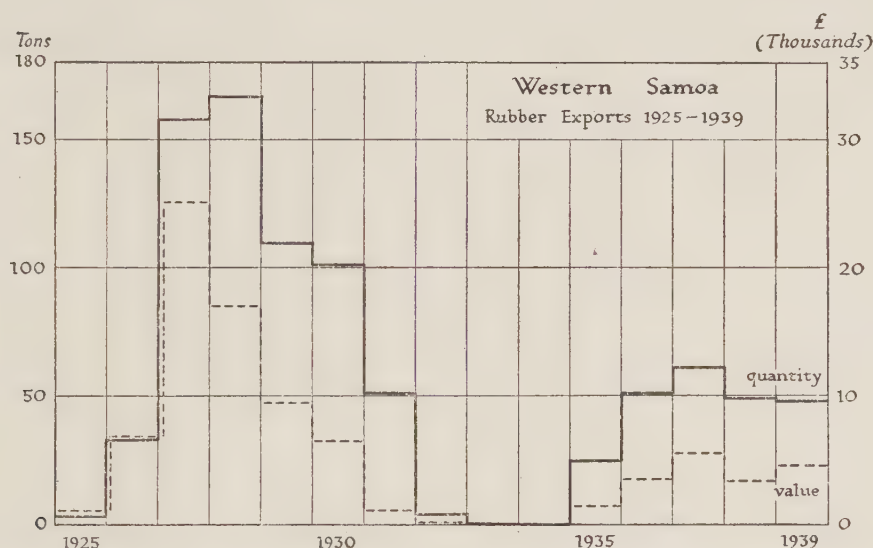 Tons
£
(Thousands)
180
35
Western Samoa
Rubber Exports 1925–1939
150
30
100
20
50
quantity
10
value
0
0
1925
1930
1935
1939